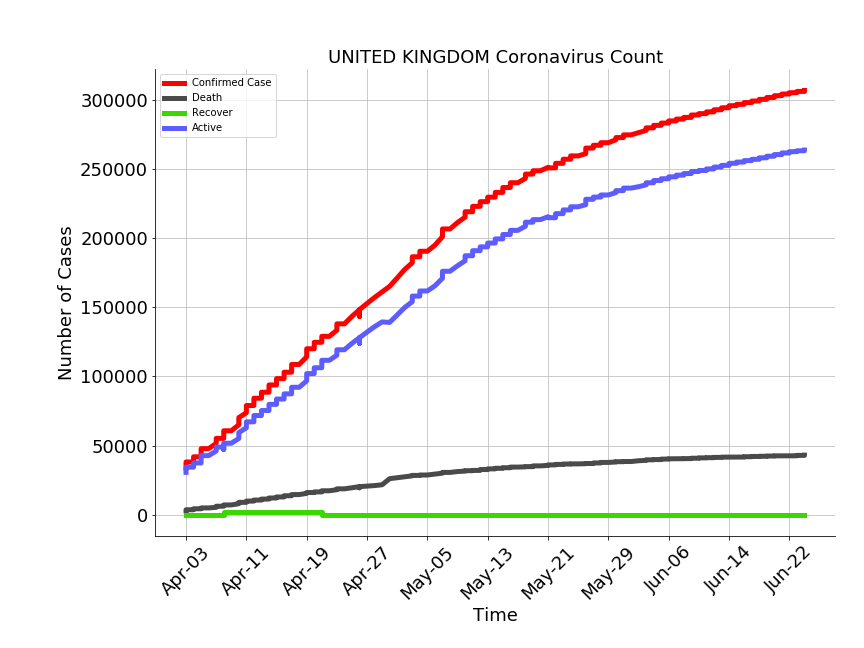 UNITED KINGDOM Coronavirus Count
Confirmed Case
Death
Recover
Active
300000
250000
200000
150000
100000
50000
0
Number of Cases
Apr-03
Apr-11
Apr-19
Apr-27
May-05
May-13
May-21
May-29
Jun-06
Jun-14
Jun-22
Time